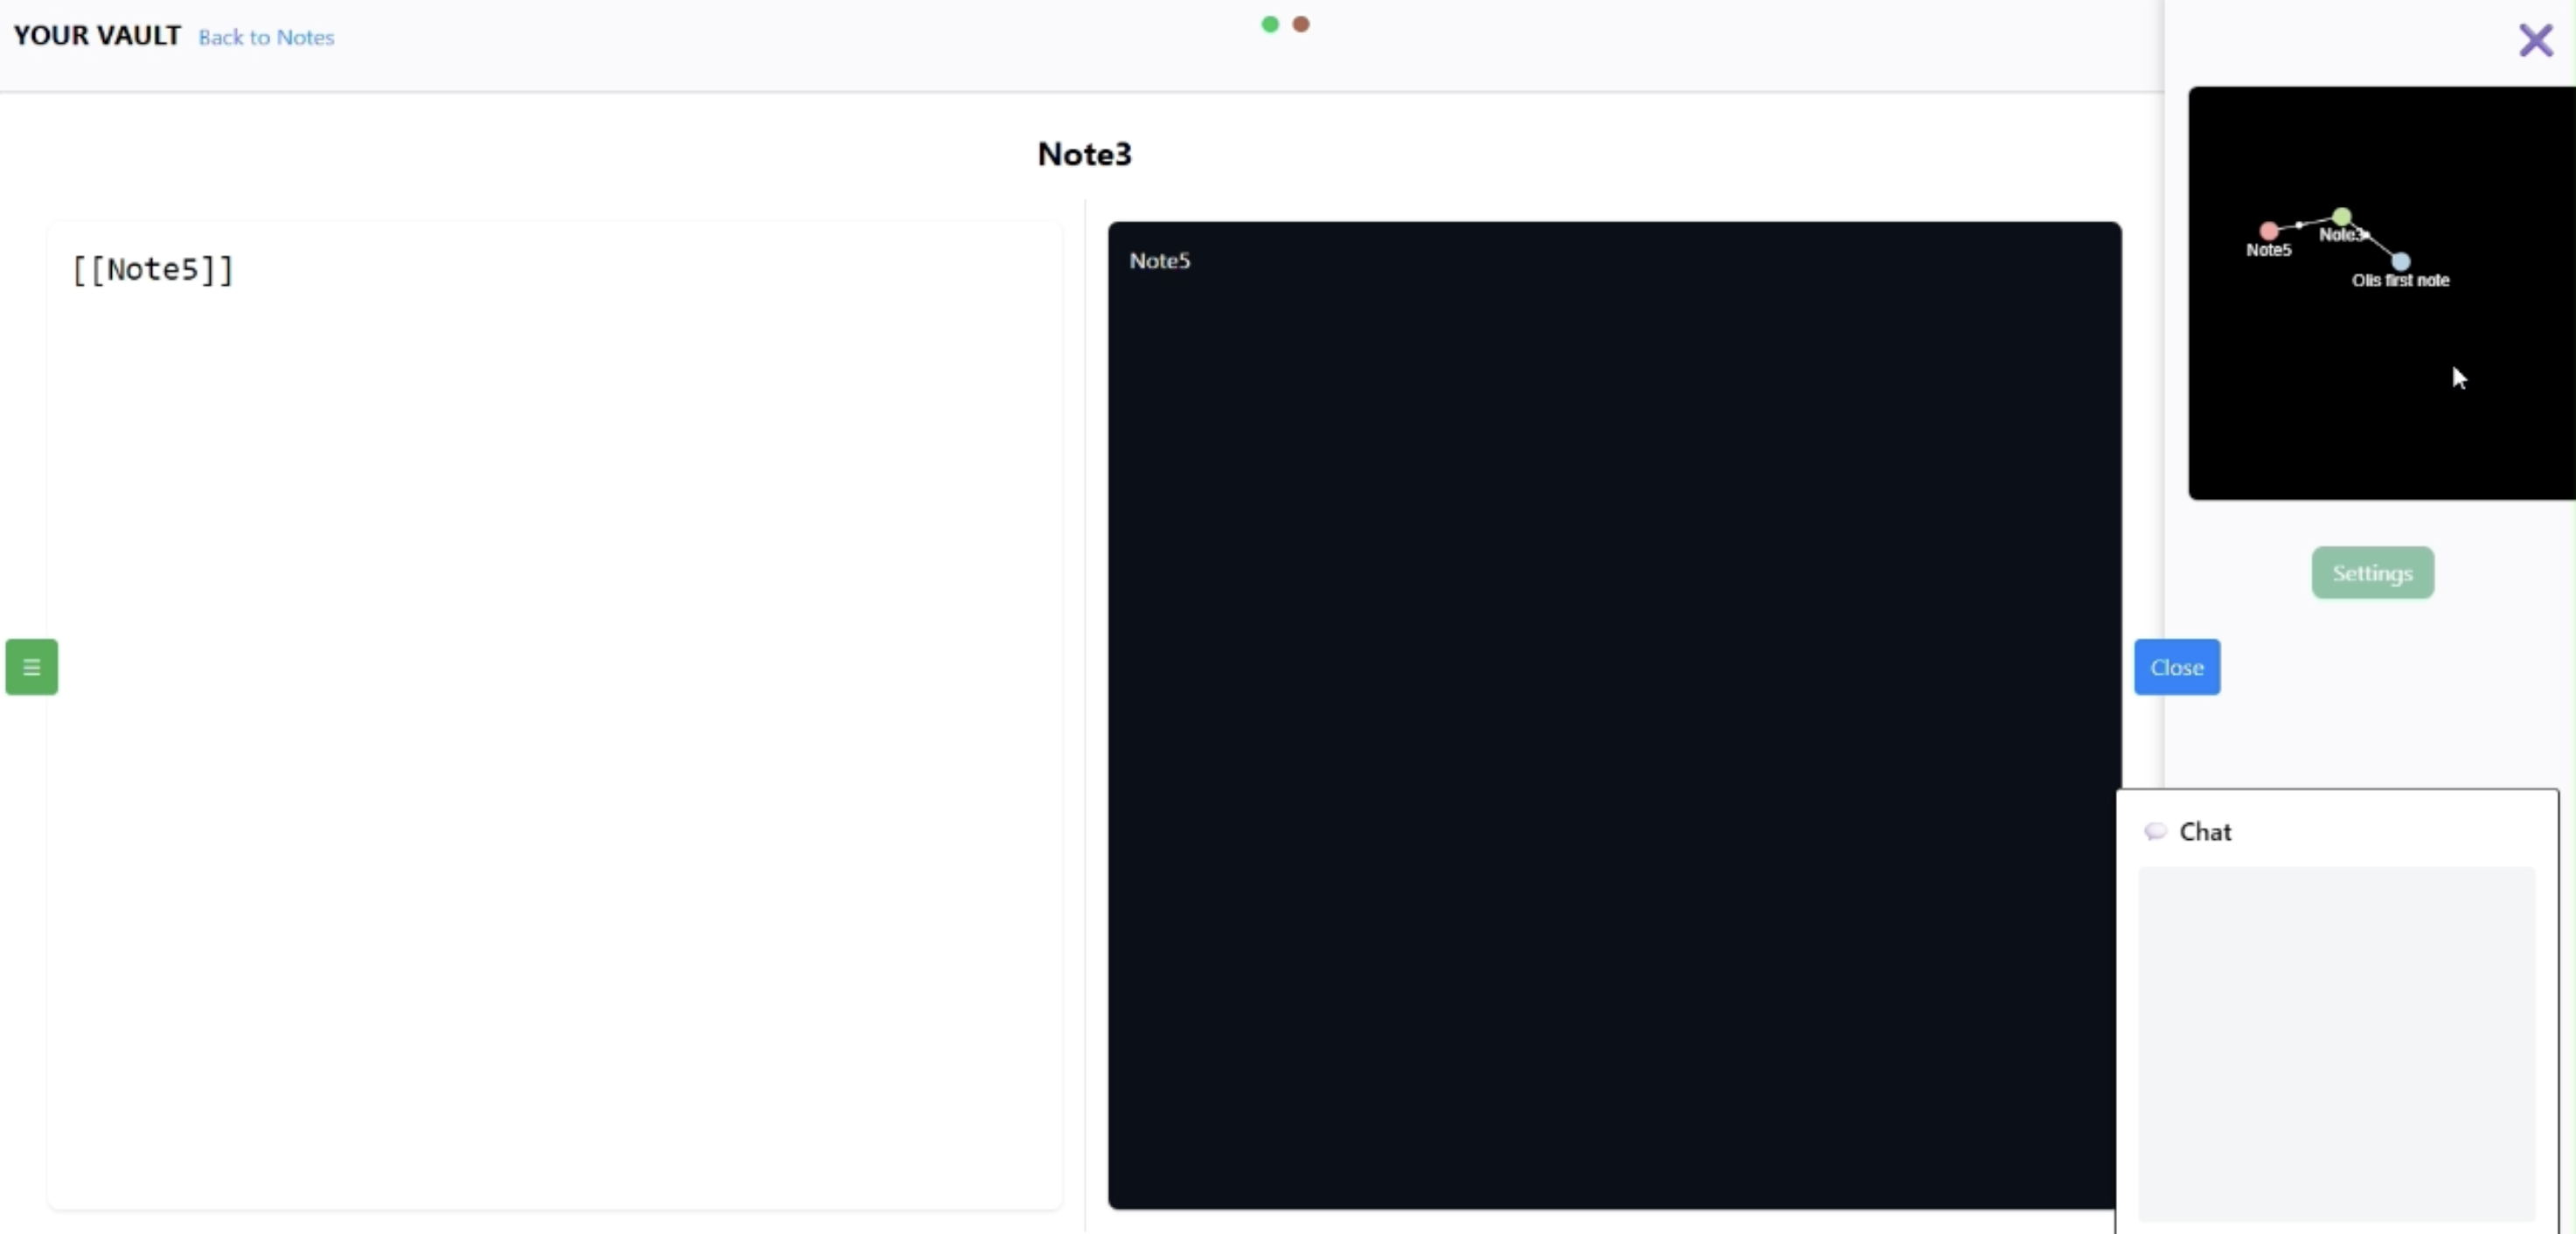 YOUR VAULT Back to Notes
Note3
[[Note5]]
Note5
Note5
Note3
Olis first note
Settings
Close
Chat